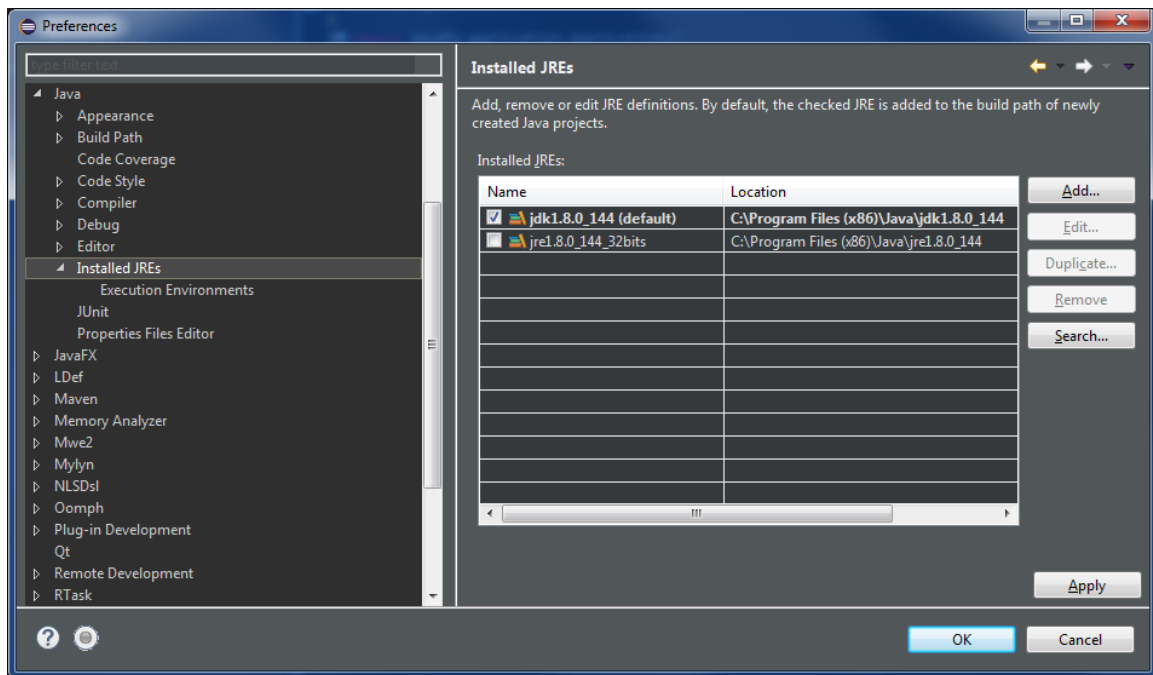 Preferences
type filter text
Java
Appearance
Build Path
Code Coverage
Code Style
Compiler
Debug
Editor
Installed JREs
Execution Environments
JUnit
Properties Files Editor
JavaFX
LDef
Maven
Memory Analyzer
Mwe2
Mylyn
NLSDsl
Oomph
Plug-in Development
Qt
Remote Development
RTask
Installed JREs
Add, remove or edit JRE definitions. By default, the checked JRE is added to the build path of newly
created Java projects.
Installed JREs:
Name Location
jdk1.8.0_144 (default) C:\Program Files (x86)\Java\jdk1.8.0_144
jre1.8.0_144_32bits C:\Program Files (x86)\Java\jre1.8.0_144
Add...
Edit...
Duplicate...
Remove
Search...
Apply
OK Cancel